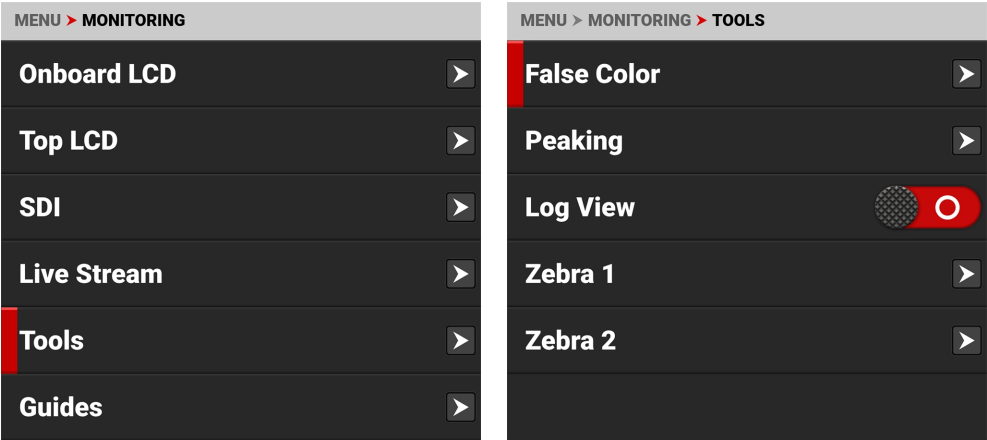 MENU ➤ MONITORING
Onboard LCD
Top LCD
SDI
Live Stream
Tools
Guides
MENU ➤ MONITORING ➤ TOOLS
False Color
Peaking
Log View
Zebra 1
Zebra 2